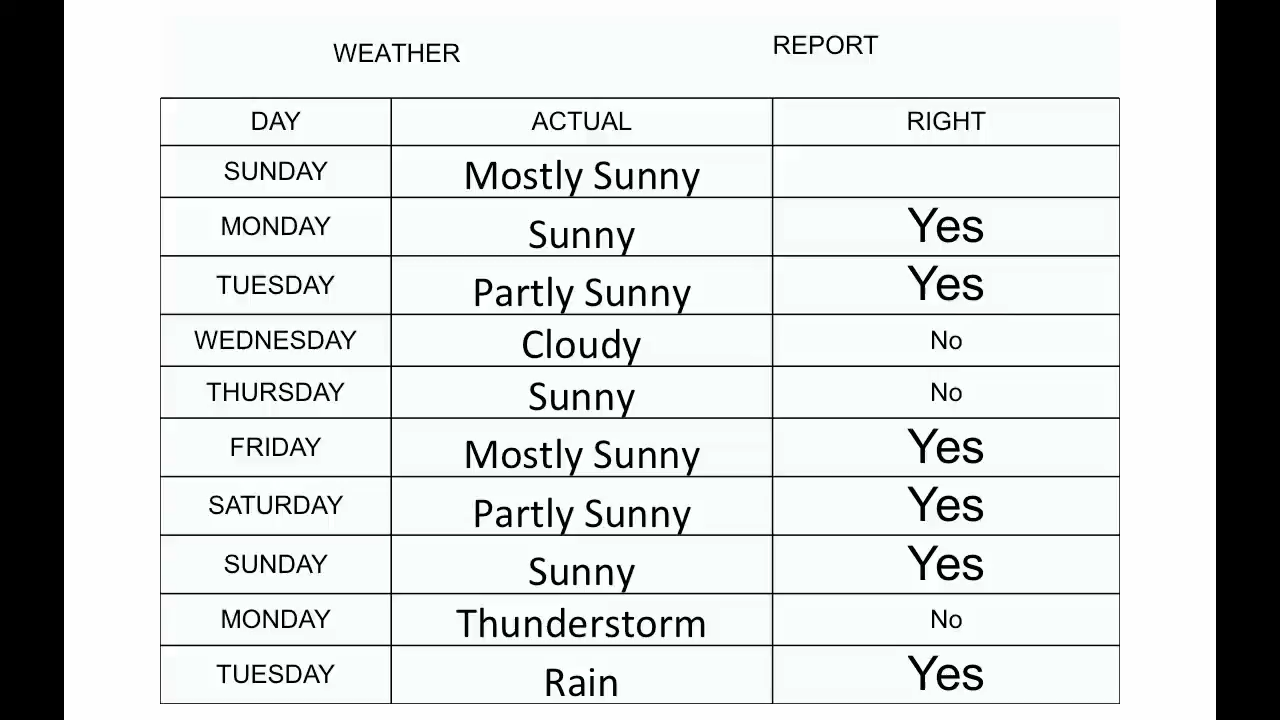 WEATHER REPORT
DAY ACTUAL RIGHT
SUNDAY Mostly Sunny
MONDAY Sunny Yes
TUESDAY Partly Sunny Yes
WEDNESDAY Cloudy No
THURSDAY Sunny No
FRIDAY Mostly Sunny Yes
SATURDAY Partly Sunny Yes
SUNDAY Sunny Yes
MONDAY Thunderstorm No
TUESDAY Rain Yes